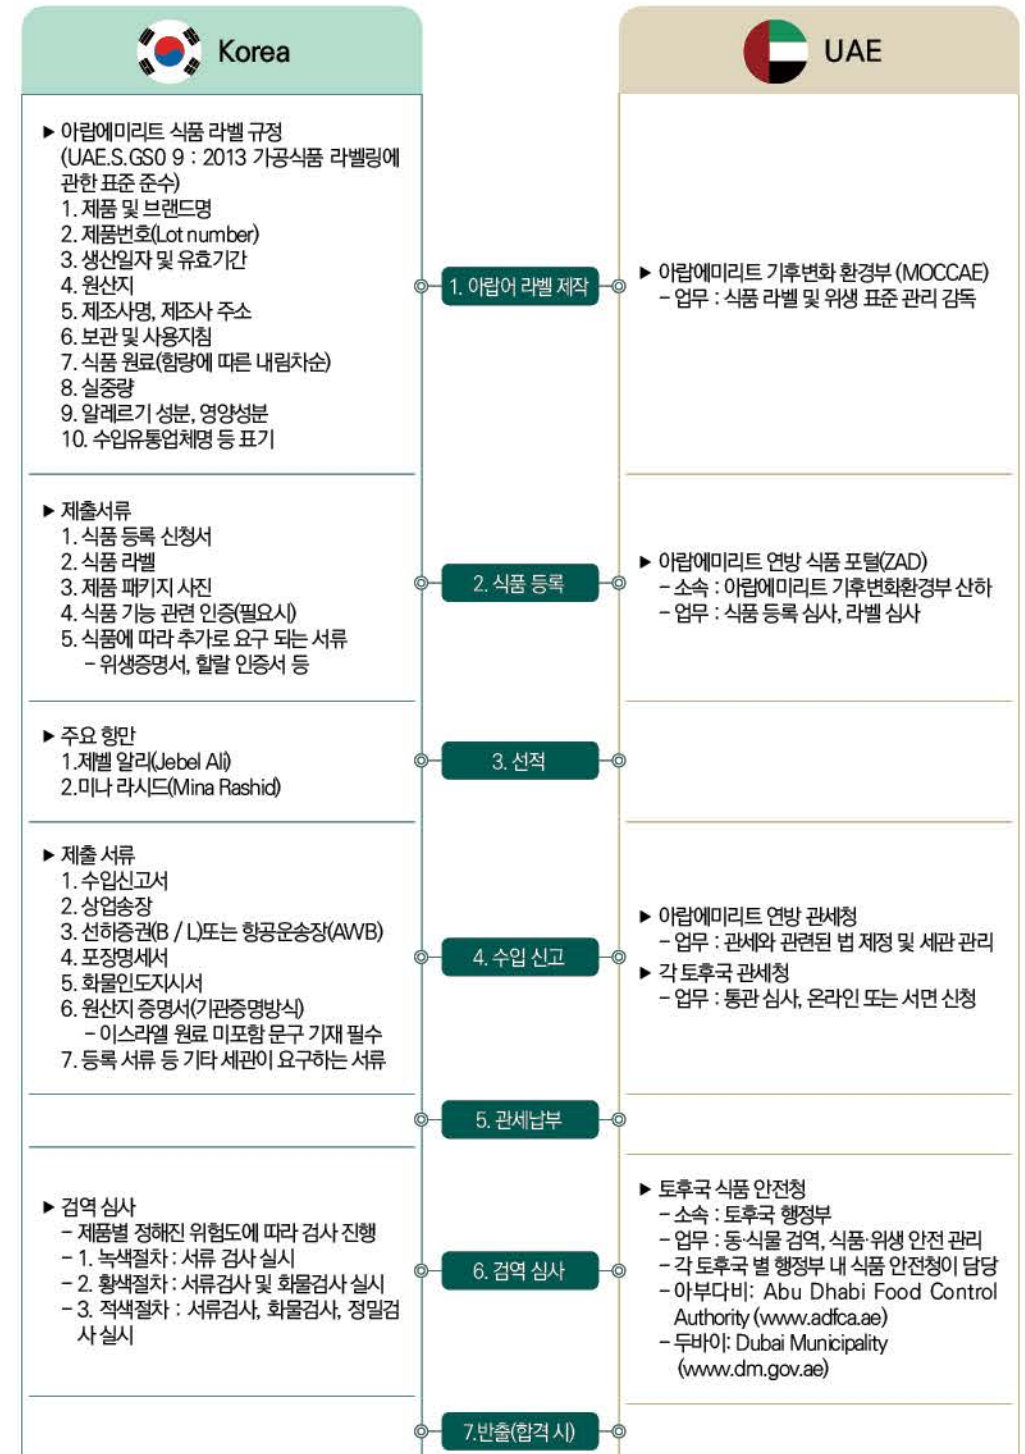 Korea
UAE
▶ 아랍에미리트 식품 라벨 규정
(UAE.S.GS0 9 : 2013 가공식품 라벨링에
관한 표준 준수)
1. 제품 및 브랜드명
2. 제품번호(Lot number)
3. 생산일자 및 유효기간
4. 원산지
5. 제조사명, 제조사 주소
6. 보관 및 사용지침
7. 식품 원료(함량에 따른 내림차순)
8. 실중량
9. 알레르기 성분, 영양성분
10. 수입유통업체명 등 표기
1. 아랍어 라벨 제작
▶ 아랍에미리트 기후변화 환경부 (MOCCAE)
– 업무 : 식품 라벨 및 위생 표준 관리 감독
▶ 제출서류
1. 식품 등록 신청서
2. 식품 라벨
3. 제품 패키지 사진
4. 식품 기능 관련 인증(필요시)
5. 식품에 따라 추가로 요구 되는 서류
– 위생증명서, 할랄 인증서 등
2. 식품 등록
▶ 아랍에미리트 연방 식품 포털(ZAD)
– 소속 : 아랍에미리트 기후변화환경부 산하
– 업무 : 식품 등록 심사, 라벨 심사
▶ 주요 항만
1.제벨 알리(Jebel Ali)
2.미나 라시드(Mina Rashid)
3. 선적
▶ 제출 서류
1. 수입신고서
2. 상업송장
3. 선하증권(B / L)또는 항공운송장(AWB)
4. 포장명세서
5. 화물인도지시서
6. 원산지 증명서(기관증명방식)
– 이스라엘 원료 미포함 문구 기재 필수
7. 등록 서류 등 기타 세관이 요구하는 서류
4. 수입 신고
▶ 아랍에미리트 연방 관세청
– 업무 : 관세와 관련된 법 제정 및 세관 관리
▶ 각 토후국 관세청
– 업무 : 통관 심사, 온라인 또는 서면 신청
5. 관세납부
▶ 검역 심사
– 제품별 정해진 위험도에 따라 검사 진행
– 1. 녹색절차 : 서류 검사 실시
– 2. 황색절차 : 서류검사 및 화물검사 실시
– 3. 적색절차 : 서류검사, 화물검사, 정밀검
사 실시
6. 검역 심사
▶ 토후국 식품 안전청
– 소속 : 토후국 행정부
– 업무 : 동·식물 검역, 식품·위생 안전 관리
– 각 토후국 별 행정부 내 식품 안전청이 담당
– 아부다비: Abu Dhabi Food Control
Authority (www.adfca.ae)
– 두바이: Dubai Municipality
(www.dm.gov.ae)
7.반출(합격 시)